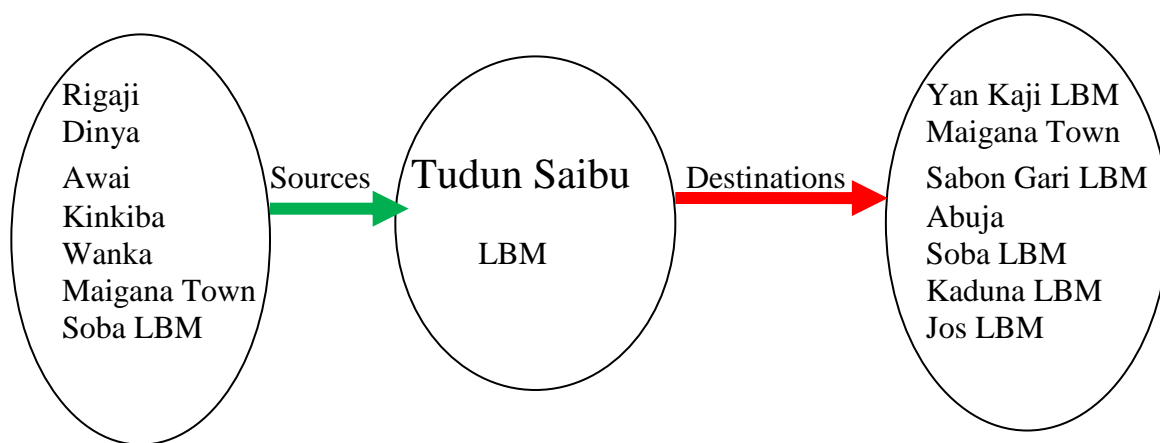 Rigaji
Dinya
Awai
Kinkiba
Wanka
Maigana Town
Soba LBM
Sources
Tudun Saibu
LBM
Destinations
Yan Kaji LBM
Maigana Town
Sabon Gari LBM
Abuja
Soba LBM
Kaduna LBM
Jos LBM